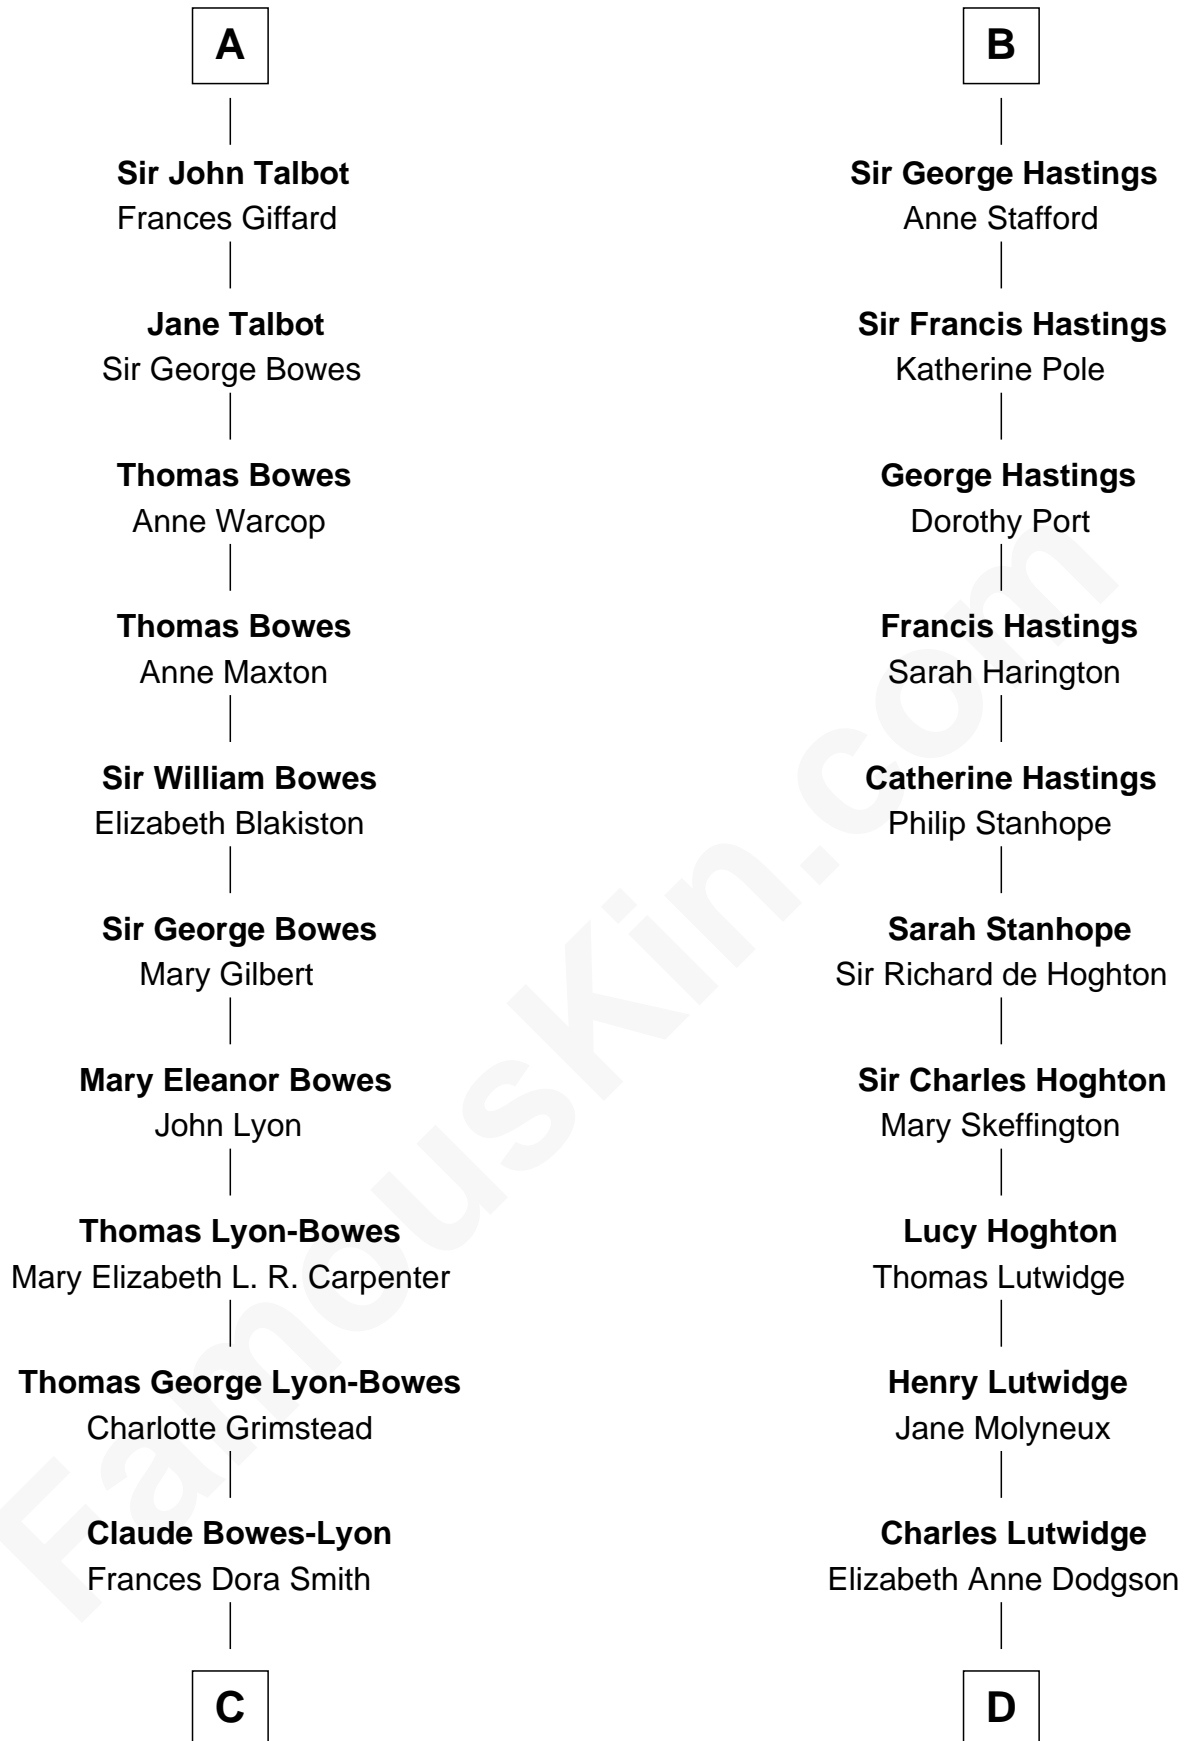 A
Sir John Talbot
Frances Giffard
Jane Talbot
Sir George Bowes
Thomas Bowes
Anne Warcop
Thomas Bowes
Anne Maxton
Sir William Bowes
Elizabeth Blakiston
Sir George Bowes
Mary Gilbert
Mary Eleanor Bowes
John Lyon
Thomas Lyon-Bowes
Mary Elizabeth L. R. Carpenter
Thomas George Lyon-Bowes
Charlotte Grimstead
Claude Bowes-Lyon
Frances Dora Smith
C
B
Sir George Hastings
Anne Stafford
Sir Francis Hastings
Katherine Pole
George Hastings
Dorothy Port
Francis Hastings
Sarah Harington
Catherine Hastings
Philip Stanhope
Sarah Stanhope
Sir Richard de Hoghton
Sir Charles Hoghton
Mary Skeffington
Lucy Hoghton
Thomas Lutwidge
Henry Lutwidge
Jane Molyneux
Charles Lutwidge
Elizabeth Anne Dodgson
D
FamousKin.com